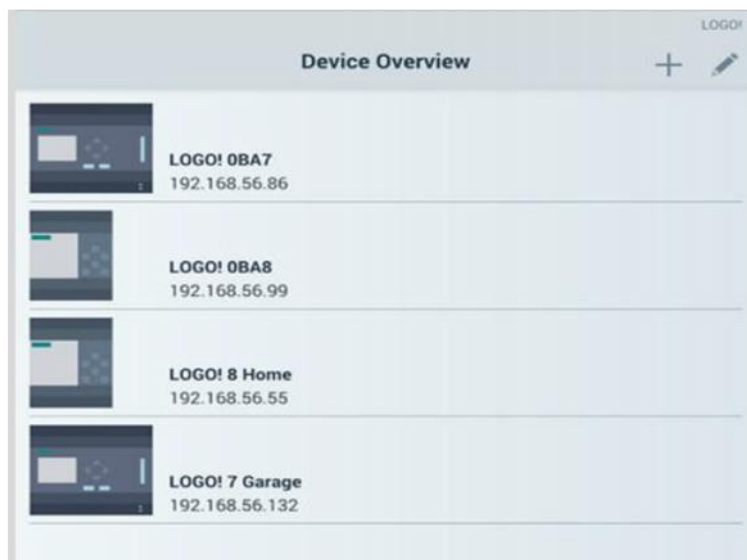 LOGO!
Device Overview
LOGO! 0BA7
192.168.56.86
LOGO! 0BA8
192.168.56.99
LOGO! 8 Home
192.168.56.55
LOGO! 7 Garage
192.168.56.132